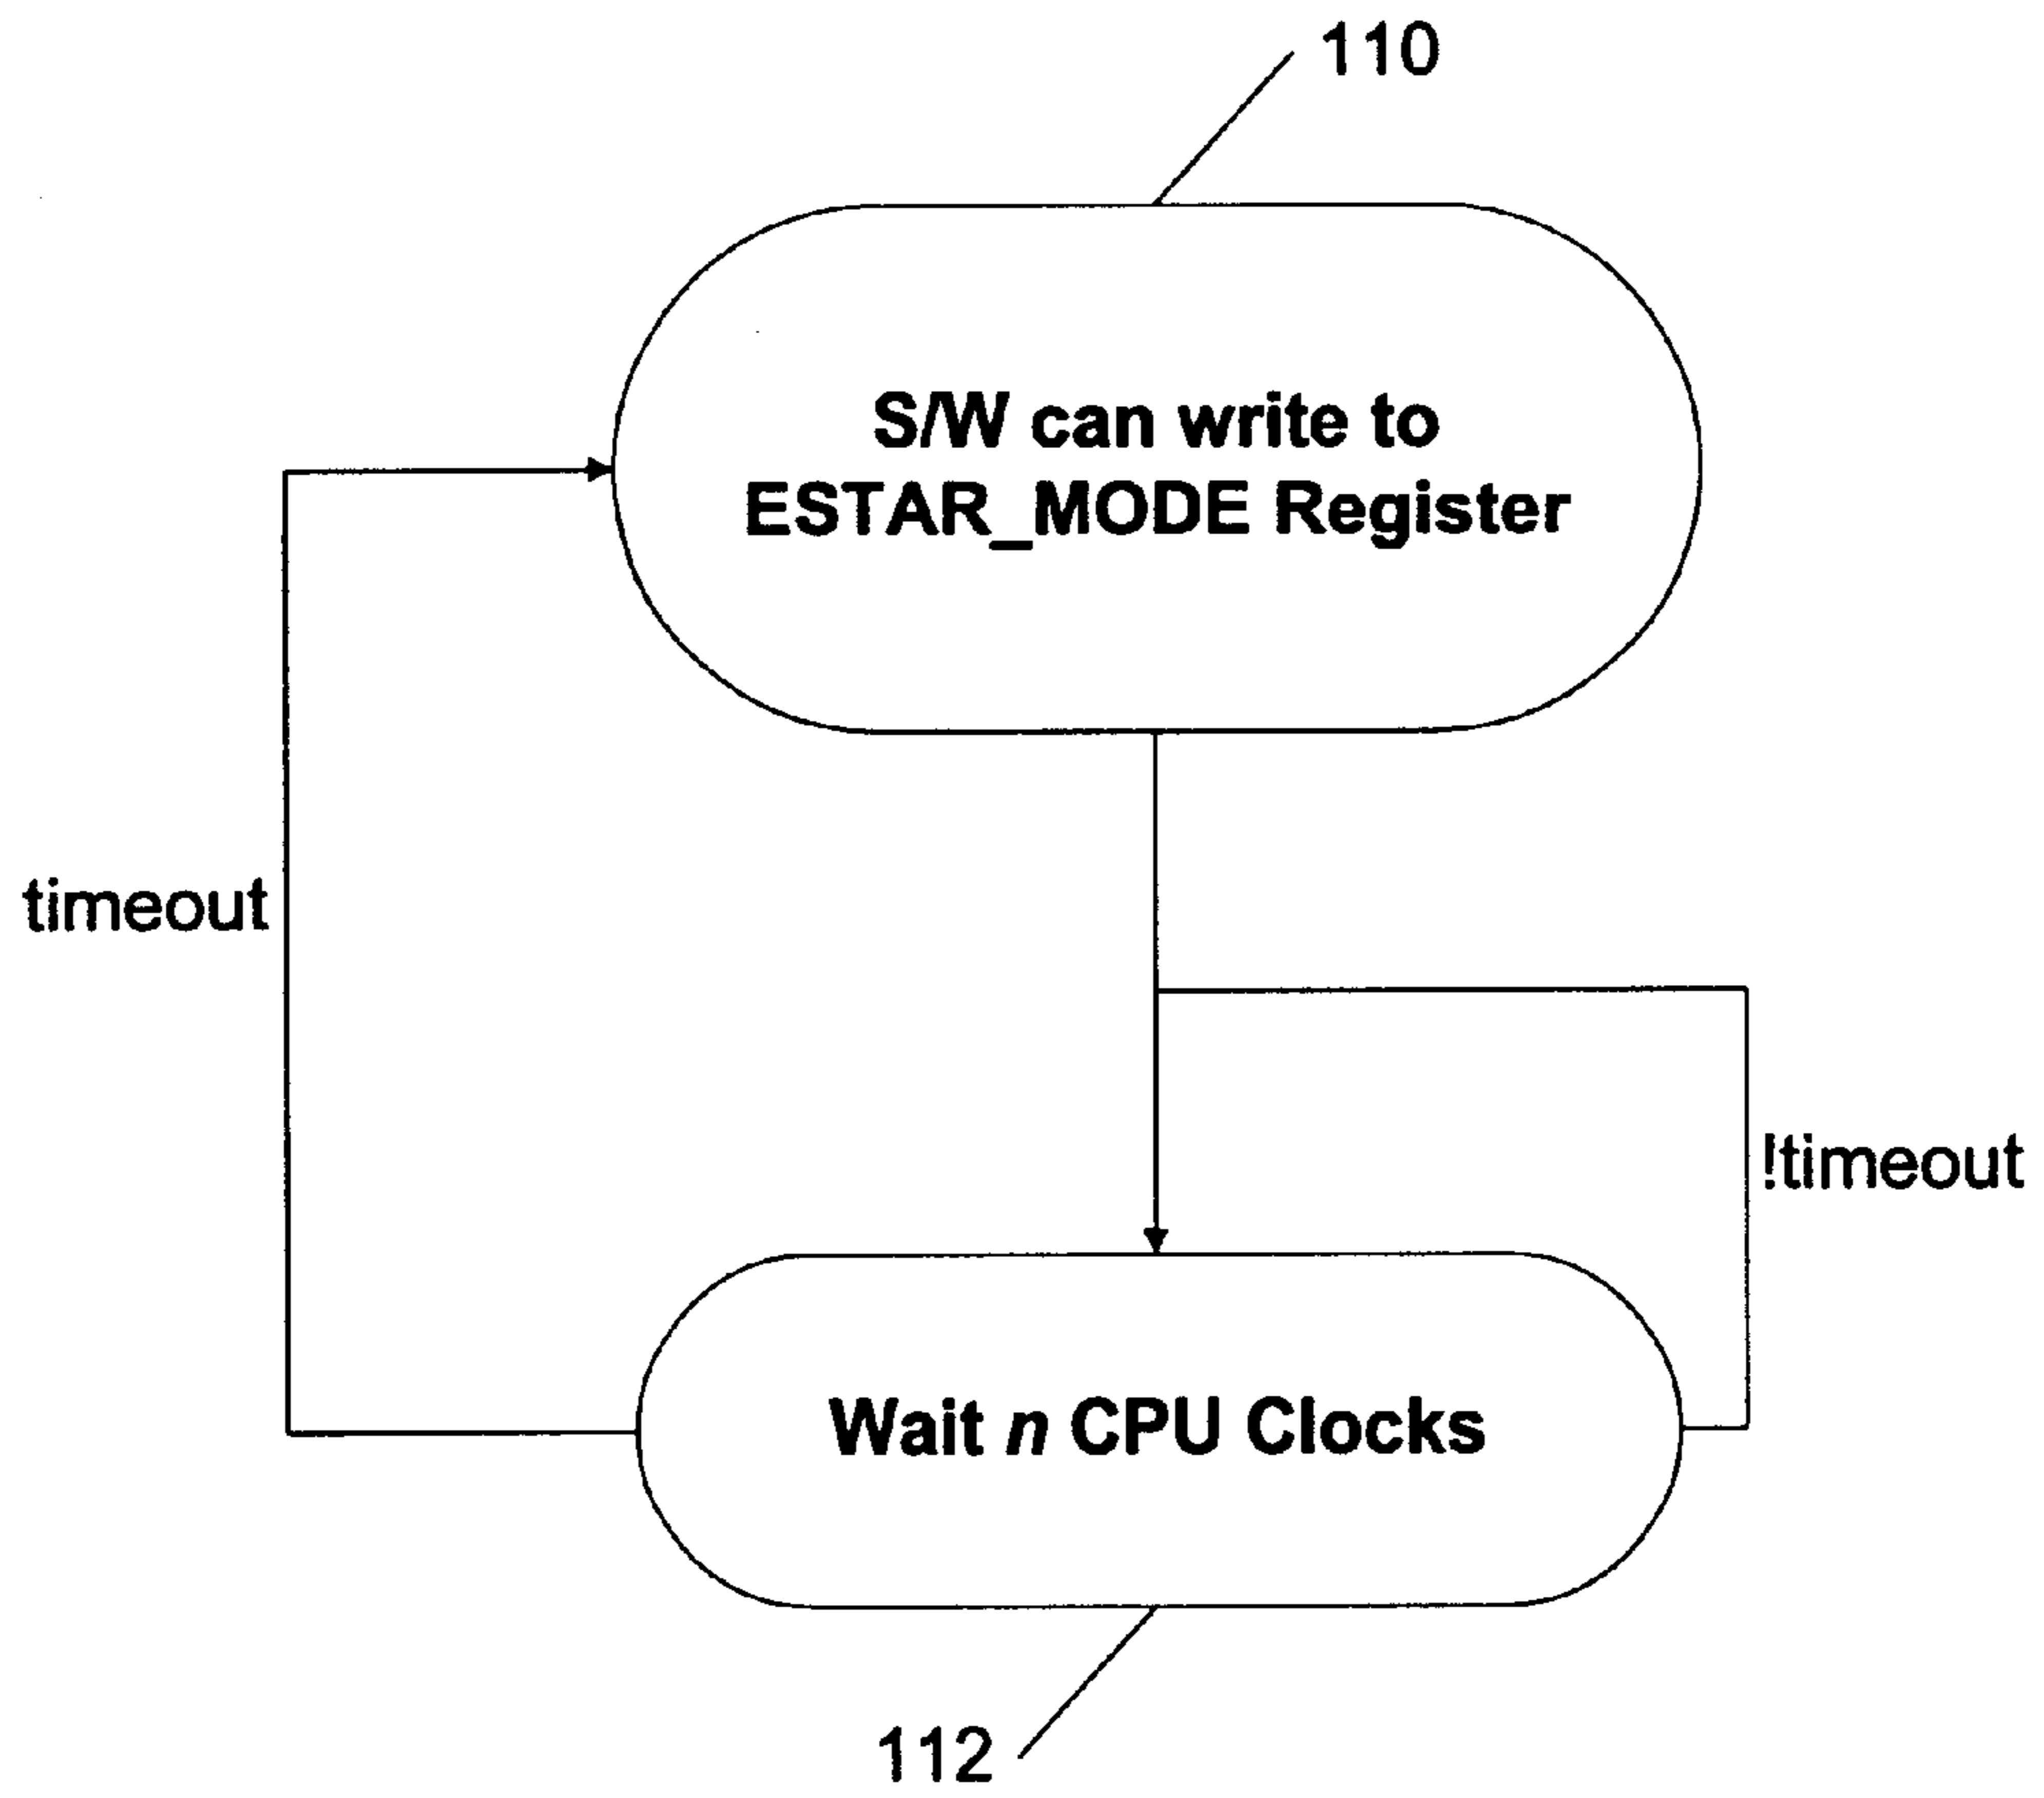 110
S/W can write to
ESTAR_MODE Register
timeout
!timeout
Wait n CPU Clocks
112